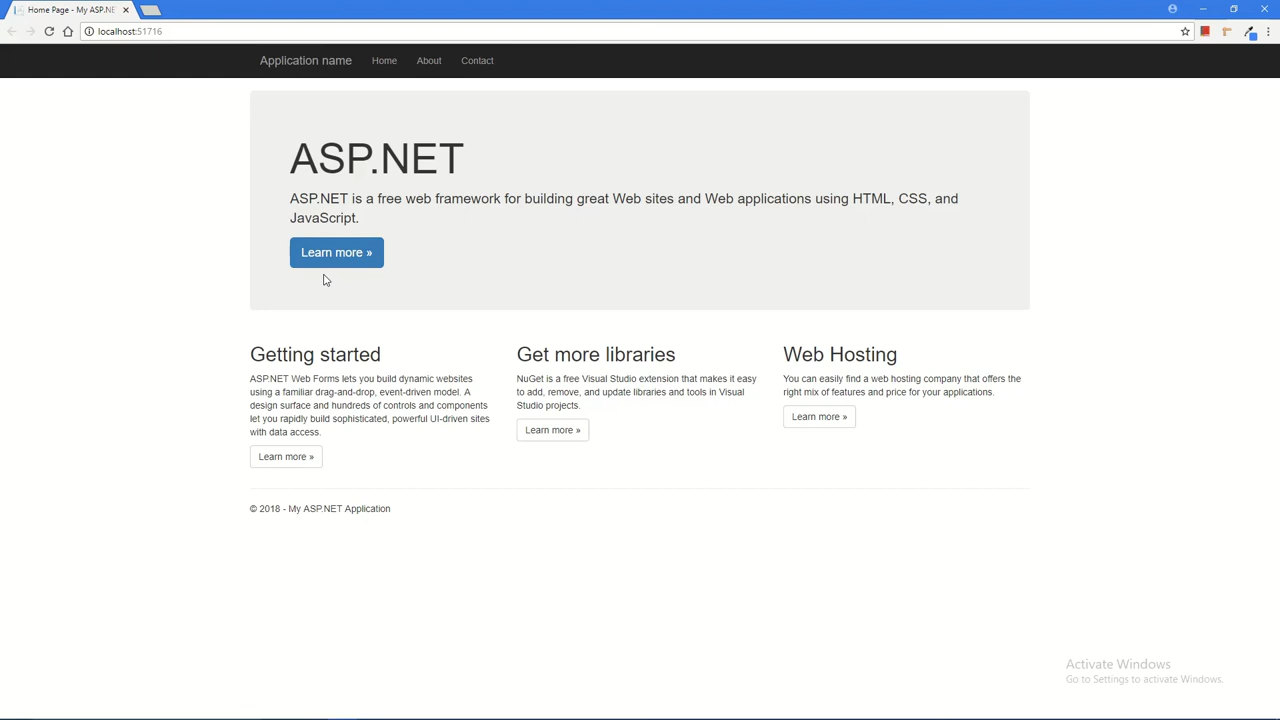 Home Page - My ASP.NE
localhost:51716
Application name Home About Contact
ASP.NET
ASP.NET is a free web framework for building great Web sites and Web applications using HTML, CSS, and
JavaScript.
Learn more »
Getting started
ASP.NET Web Forms lets you build dynamic websites
using a familiar drag-and-drop, event-driven model. A
design surface and hundreds of controls and components
let you rapidly build sophisticated, powerful UI-driven sites
with data access.
Learn more »
Get more libraries
NuGet is a free Visual Studio extension that makes it easy
to add, remove, and update libraries and tools in Visual
Studio projects.
Learn more »
Web Hosting
You can easily find a web hosting company that offers the
right mix of features and price for your applications.
Learn more »
© 2018 - My ASP.NET Application
Activate Windows
Go to Settings to activate Windows.